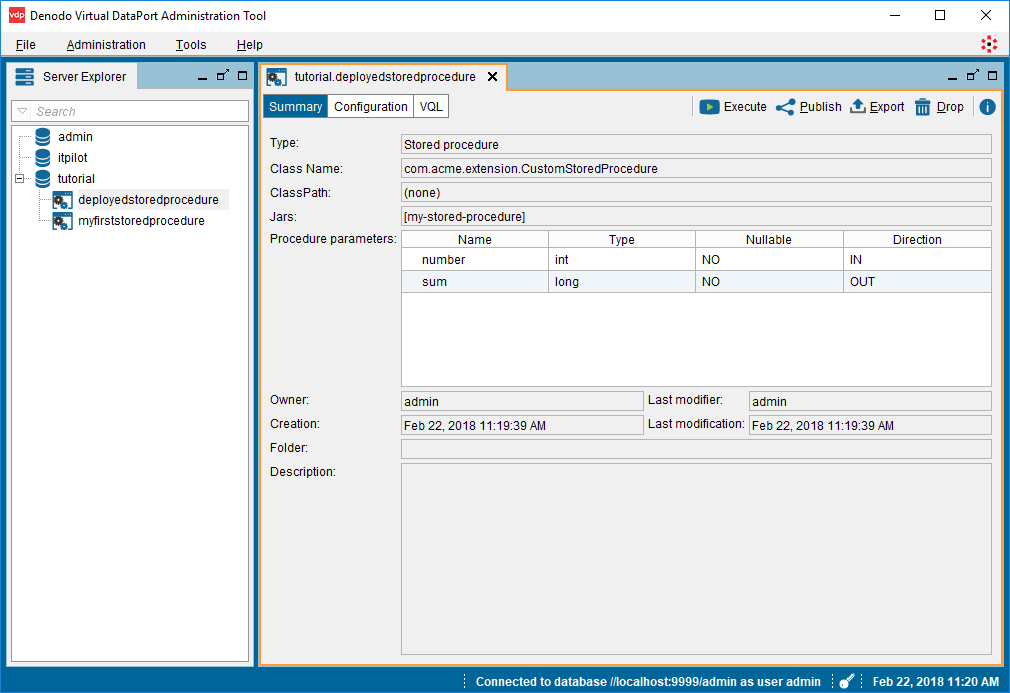 vdp Denodo Virtual DataPort Administration Tool
File Administration Tools Help
Server Explorer
Search
admin
itpilot
tutorial
deployedstoredprocedure
myfirststoredprocedure
tutorial.deployedstoredprocedure
Summary Configuration VQL Execute Publish Export Drop
Type: Stored procedure
Class Name: com.acme.extension.CustomStoredProcedure
ClassPath: (none)
Jars: [my-stored-procedure]
Procedure parameters: Name Type Nullable Direction
number int NO IN
sum long NO OUT
Owner: admin Last modifier: admin
Creation: Feb 22, 2018 11:19:39 AM Last modification: Feb 22, 2018 11:19:39 AM
Folder:
Description:
Connected to database //localhost:9999/admin as user admin Feb 22, 2018 11:20 AM